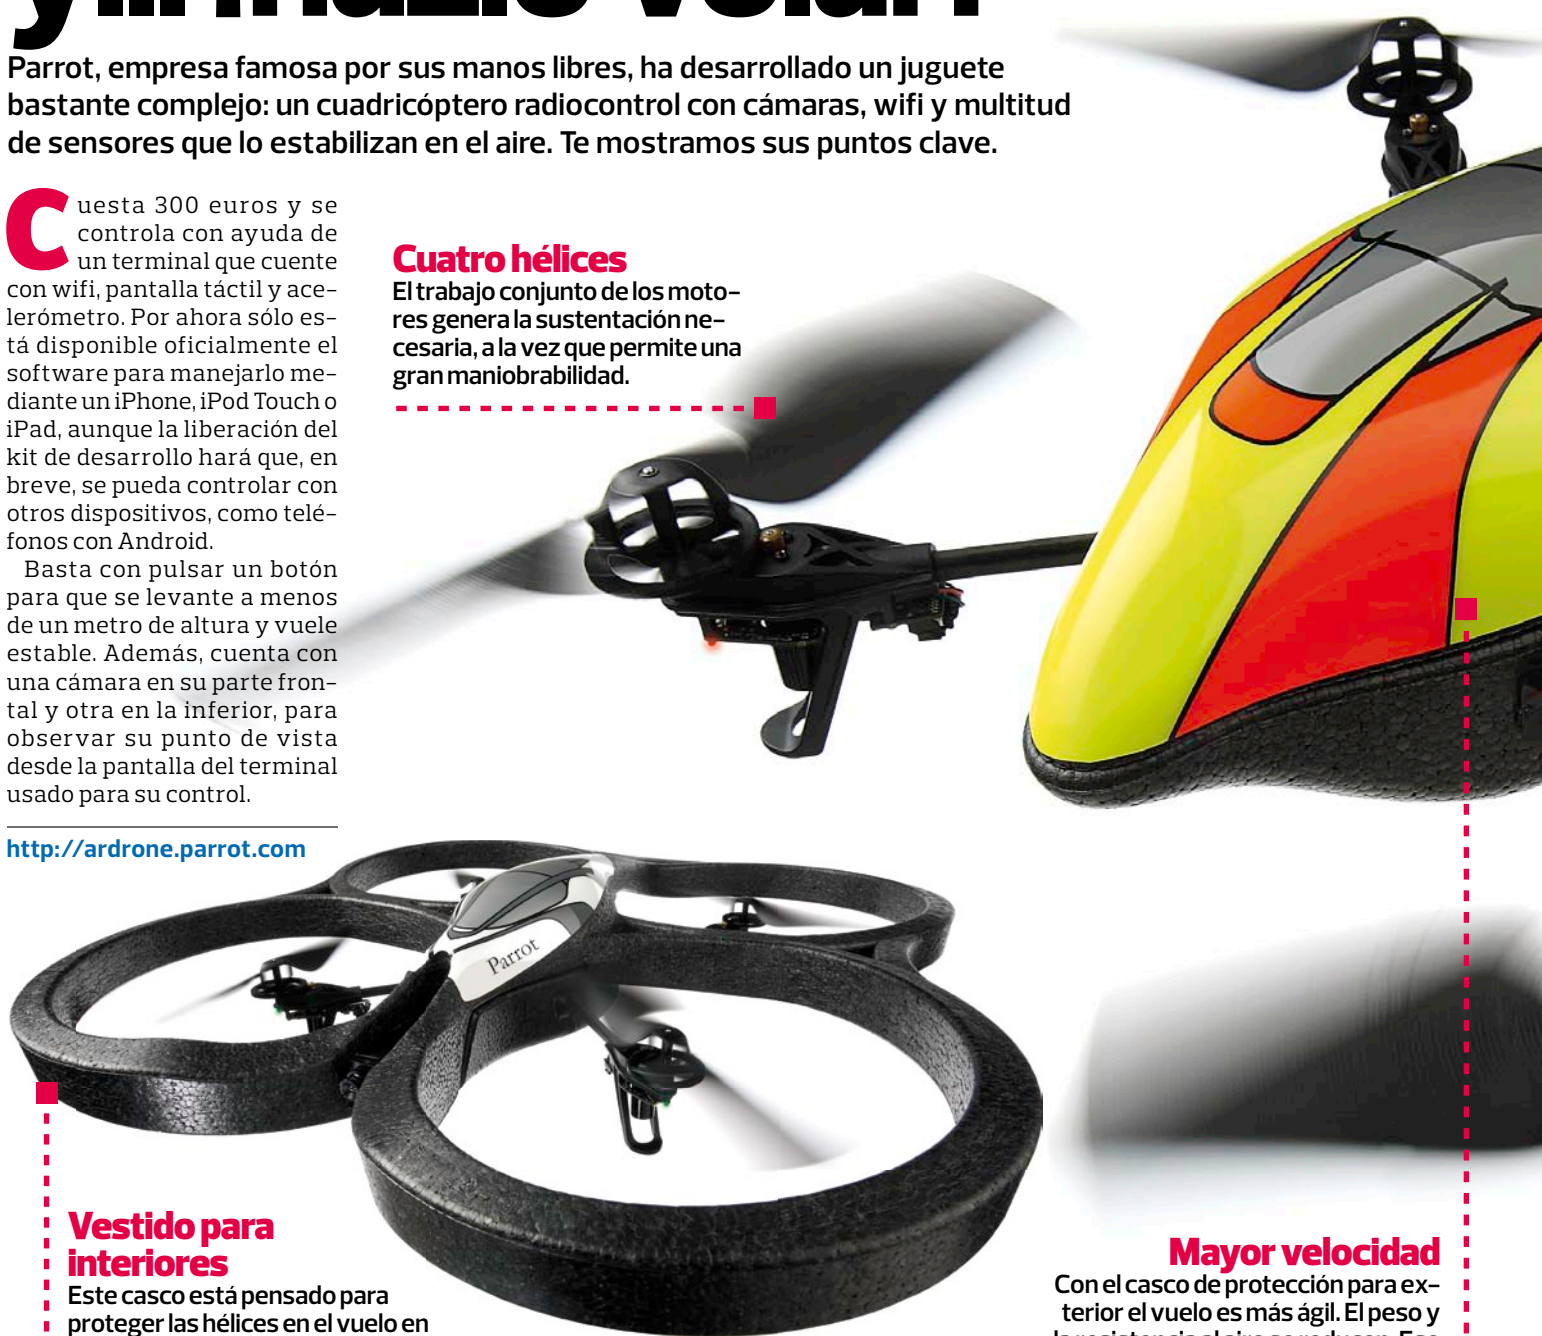 Parrot, empresa famosa por sus manos libres, ha desarrollado un juguete
bastante complejo: un cuadricóptero radiocontrol con cámaras, wifi y multitud
de sensores que lo estabilizan en el aire. Te mostramos sus puntos clave.
Cuesta 300 euros y se
controla con ayuda de
un terminal que cuente
con wifi, pantalla táctil y ace-
lerómetro. Por ahora sólo es-
tá disponible oficialmente el
software para manejarlo me-
diante un iPhone, iPod Touch o
iPad, aunque la liberación del
kit de desarrollo hará que, en
breve, se pueda controlar con
otros dispositivos, como telé-
fonos con Android.
Basta con pulsar un botón
para que se levante a menos
de un metro de altura y vuele
estable. Además, cuenta con
una cámara en su parte fron-
tal y otra en la inferior, para
observar su punto de vista
desde la pantalla del terminal
usado para su control.
http://ardrone.parrot.com
Cuatro hélices
El trabajo conjunto de los moto-
res genera la sustentación ne-
cesaria, a la vez que permite una
gran maniobrabilidad.
Parrot
Vestido para
interiores
Este casco está pensado para
proteger las hélices en el vuelo en
Mayor velocidad
Con el casco de protección para ex-
terior el vuelo es más ágil. El peso y
la resistencia al aire se reducen. Ese